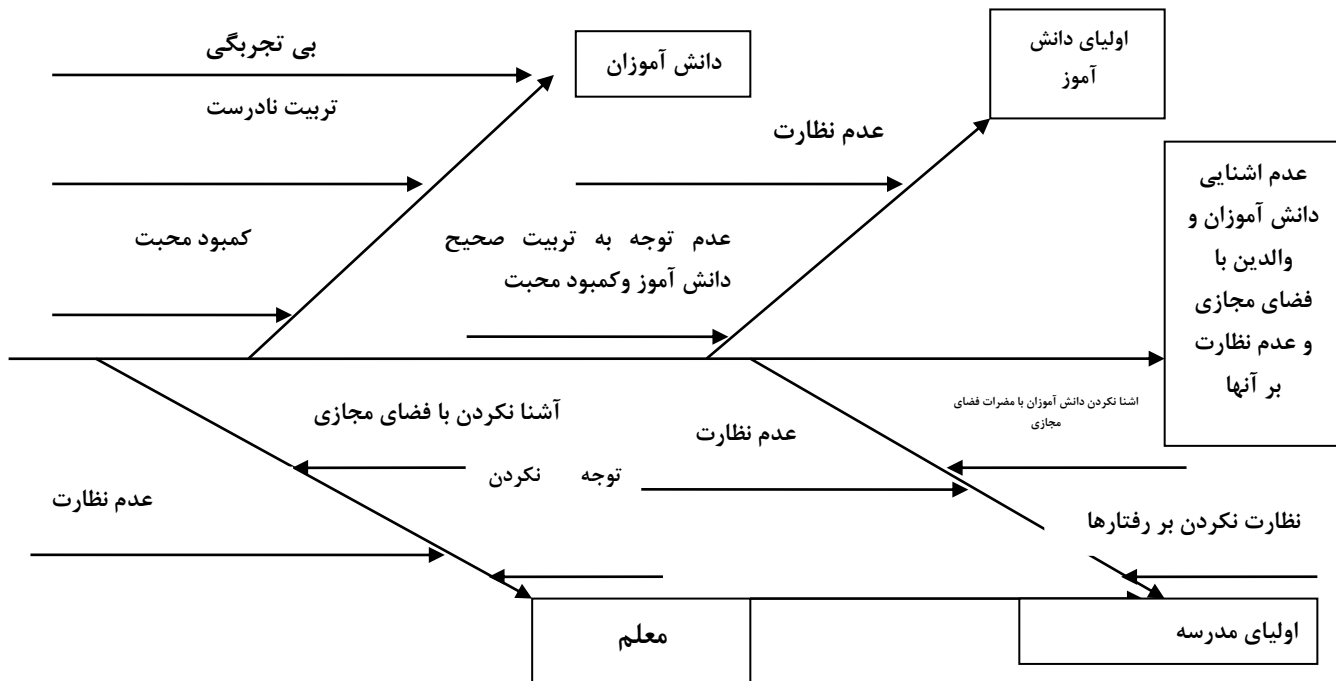 بی تجربگی
تربیت نادرست
کمبود محبت
دانش آموزان
اولیای دانش
آموز
عدم نظارت
عدم توجه به تربیت صحیح
دانش آموز وکمبود محبت
عدم اشنایی
دانش آموزان و
والدین با
فضای مجازی
و عدم نظارت
بر آنها
آشنا نکردن با فضای مجازی
توجه نکردن
عدم نظارت
معلم
عدم نظارت
اشنا نکردن دانش آموزان با مضرات فضای
مجازی
نظارت نکردن بر رفتارها
اولیای مدرسه